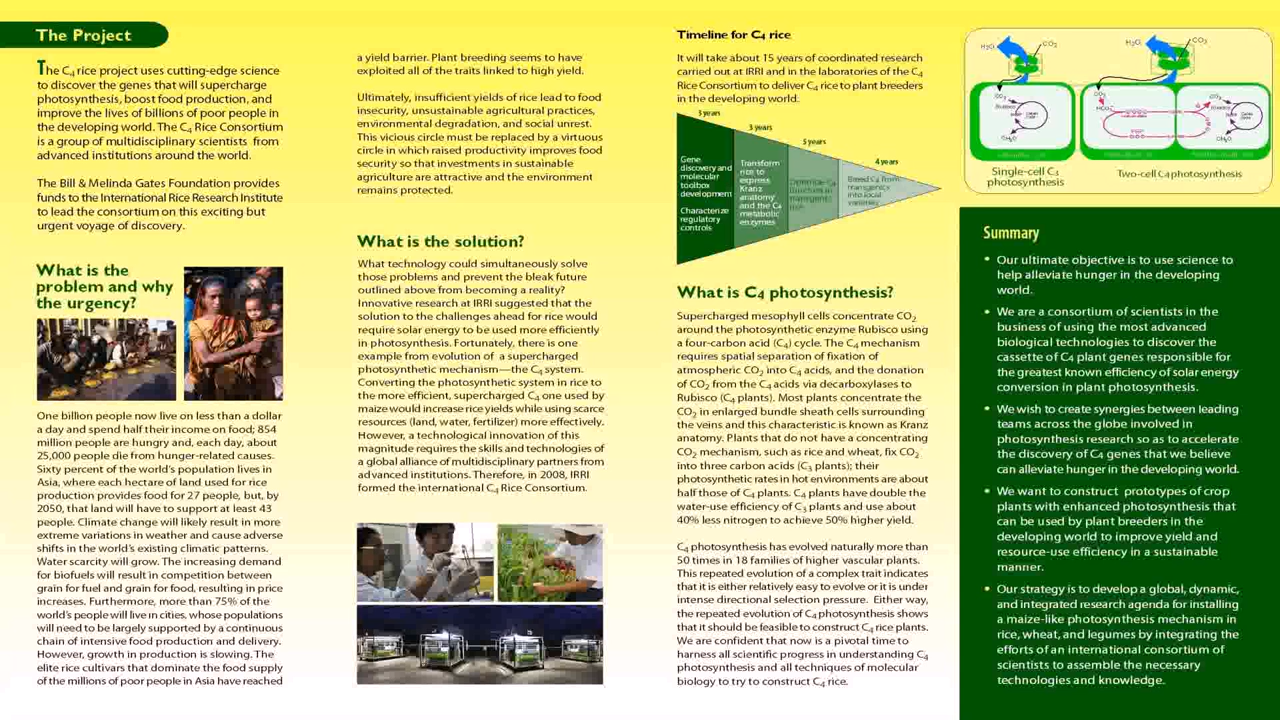 The Project
The C4 rice project uses cutting-edge science
to discover the genes that will supercharge
photosynthesis, boost food production, and
improve the lives of billions of poor people in
the developing world. The C4 Rice Consortium
is a group of multidisciplinary scientists from
advanced institutions around the world.
The Bill & Melinda Gates Foundation provides
funds to the International Rice Research Institute
to lead the consortium on this exciting but
urgent voyage of discovery.
What is the
problem and why
the urgency?
One billion people now live on less than a dollar
a day and spend half their income on food; 854
million people are hungry and, each day, about
25,000 people die from hunger-related causes.
Sixty percent of the world's population lives in
Asia, where each hectare of land used for rice
production provides food for 27 people, but, by
2050, that land will have to support at least 43
people. Climate change will likely result in more
extreme variations in weather and cause adverse
shifts in the world's existing climatic patterns.
Water scarcity will grow. The increasing demand
for biofuels will result in competition between
grain for fuel and grain for food, resulting in price
increases. Furthermore, more than 75% of the
world's people will live in cities, whose populations
will need to be largely supported by a continuous
chain of intensive food production and delivery.
However, growth in production is slowing. The
elite rice cultivars that dominate the food supply
of the millions of poor people in Asia have reached
a yield barrier. Plant breeding seems to have
exploited all of the traits linked to high yield.
Ultimately, insufficient yields of rice lead to food
insecurity, unsustainable agricultural practices,
environmental degradation, and social unrest.
This vicious circle must be replaced by a virtuous
circle in which raised productivity improves food
security so that investments in sustainable
agriculture are attractive and the environment
remains protected.
What is the solution?
What technology could simultaneously solve
those problems and prevent the bleak future
outlined above from becoming a reality?
Innovative research at IRRI suggested that the
solution to the challenges ahead for rice would
require solar energy to be used more efficiently
in photosynthesis. Fortunately, there is one
example from evolution of a supercharged
photosynthetic mechanism—the C4 system.
Converting the photosynthetic system in rice to
the more efficient, supercharged C4 one used by
maize would increase rice yields while using scarce
resources (land, water, fertilizer) more effectively.
However, a technological innovation of this
magnitude requires the skills and technologies of
a global alliance of multidisciplinary partners from
advanced institutions. Therefore, in 2008, IRRI
formed the international C4 Rice Consortium.
Timeline for C4 rice
It will take about 15 years of coordinated research
carried out at IRRI and in the laboratories of the C4
Rice Consortium to deliver C4 rice to plant breeders
in the developing world.
3 years
3 years
5 years
4 years
Gene
discovery and
molecular
toolbox
development
Characterize
regulatory
controls
Transform
rice to
express
Kranz
anatomy
and the C4
metabolic
enzymes
Optimize C4
function in
transgenic
rice
Breed C4 from
transgenics
into local
varieties
What is C4 photosynthesis?
Supercharged mesophyll cells concentrate CO2
around the photosynthetic enzyme Rubisco using
a four-carbon acid (C4) cycle. The C4 mechanism
requires spatial separation of fixation of
atmospheric CO2 into C4 acids, and the donation
of CO2 from the C4 acids via decarboxylases to
Rubisco (C4 plants). Most plants concentrate the
CO2 in enlarged bundle sheath cells surrounding
the veins and this characteristic is known as Kranz
anatomy. Plants that do not have a concentrating
CO2 mechanism, such as rice and wheat, fix CO2
into three carbon acids (C3 plants); their
photosynthetic rates in hot environments are about
half those of C4 plants. C4 plants have double the
water-use efficiency of C3 plants and use about
40% less nitrogen to achieve 50% higher yield.
C4 photosynthesis has evolved naturally more than
50 times in 18 families of higher vascular plants.
This repeated evolution of a complex trait indicates
that it is either relatively easy to evolve or it is under
intense directional selection pressure. Either way,
the repeated evolution of C4 photosynthesis shows
that it should be feasible to construct C4 rice plants.
We are confident that now is a pivotal time to
harness all scientific progress in understanding C4
photosynthesis and all techniques of molecular
biology to try to construct C4 rice.
H2O CO2
H2O CO2
CO2
CH2O
CO2
CO2
CH2O
Single-cell C3
photosynthesis
Two-cell C4 photosynthesis
Summary
• Our ultimate objective is to use science to
help alleviate hunger in the developing
world.
• We are a consortium of scientists in the
business of using the most advanced
biological technologies to discover the
cassette of C4 plant genes responsible for
the greatest known efficiency of solar energy
conversion in plant photosynthesis.
• We wish to create synergies between leading
teams across the globe involved in
photosynthesis research so as to accelerate
the discovery of C4 genes that we believe
can alleviate hunger in the developing world.
• We want to construct prototypes of crop
plants with enhanced photosynthesis that
can be used by plant breeders in the
developing world to improve yield and
resource-use efficiency in a sustainable
manner.
• Our strategy is to develop a global, dynamic,
and integrated research agenda for installing
a maize-like photosynthesis mechanism in
rice, wheat, and legumes by integrating the
efforts of an international consortium of
scientists to assemble the necessary
technologies and knowledge.